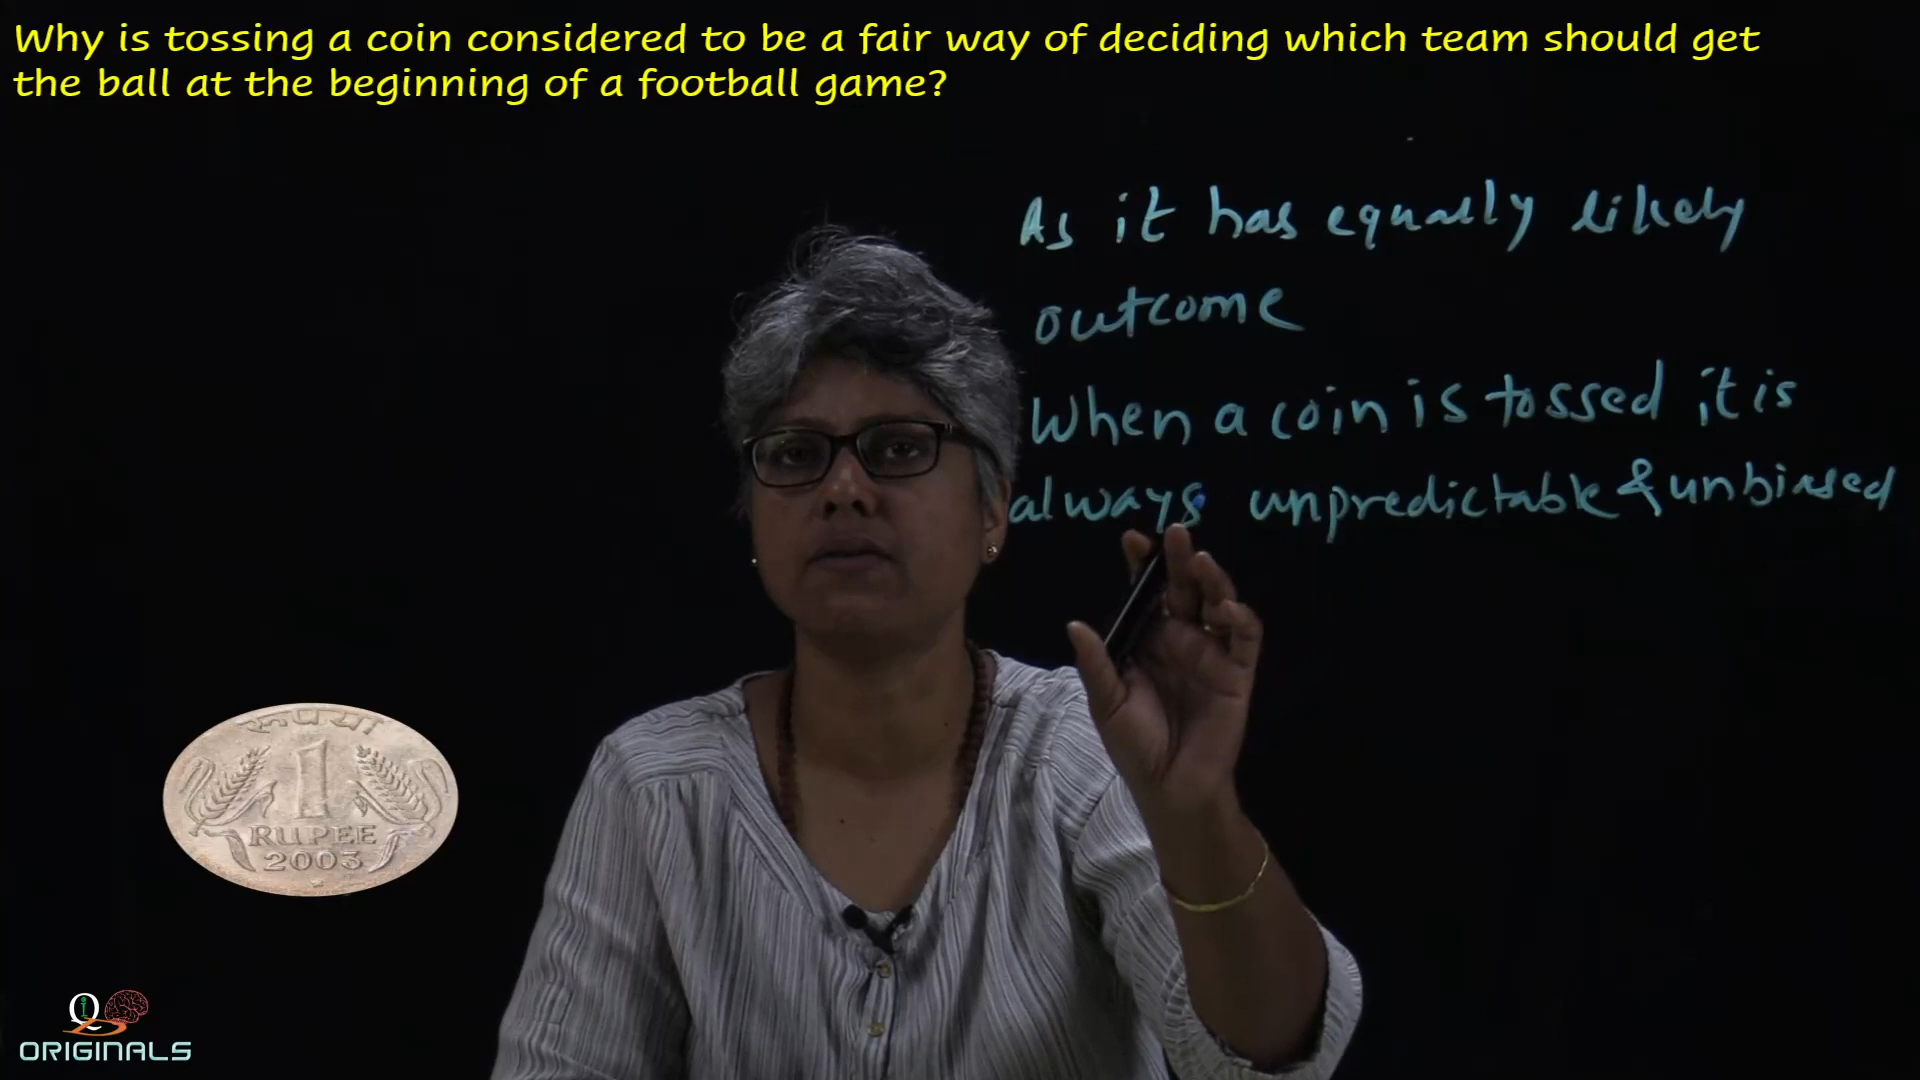 Why is tossing a coin considered to be a fair way of deciding which team should get
the ball at the beginning of a football game?
As it has equally likely
outcome
When a coin is tossed it is
always unpredictable & unbiased
रुपया
1
RUPEE
2003
ORIGINALS